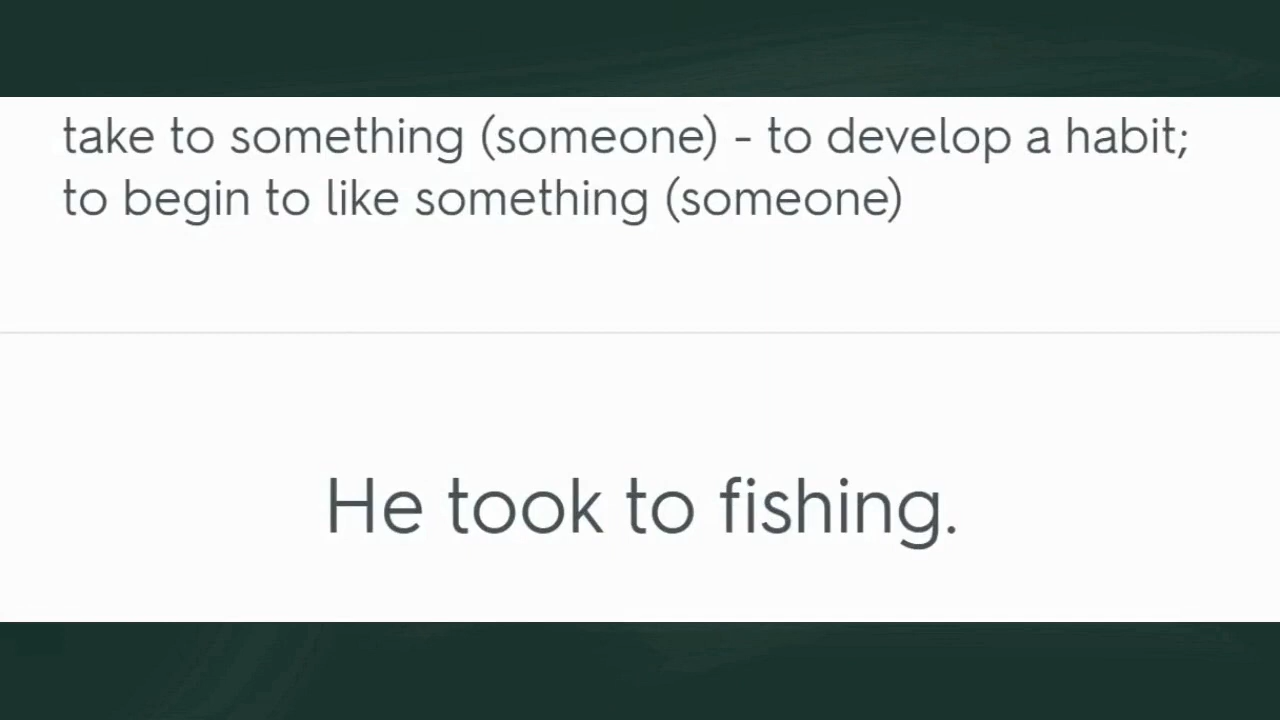 take to something (someone) - to develop a habit;
to begin to like something (someone)
He took to fishing.